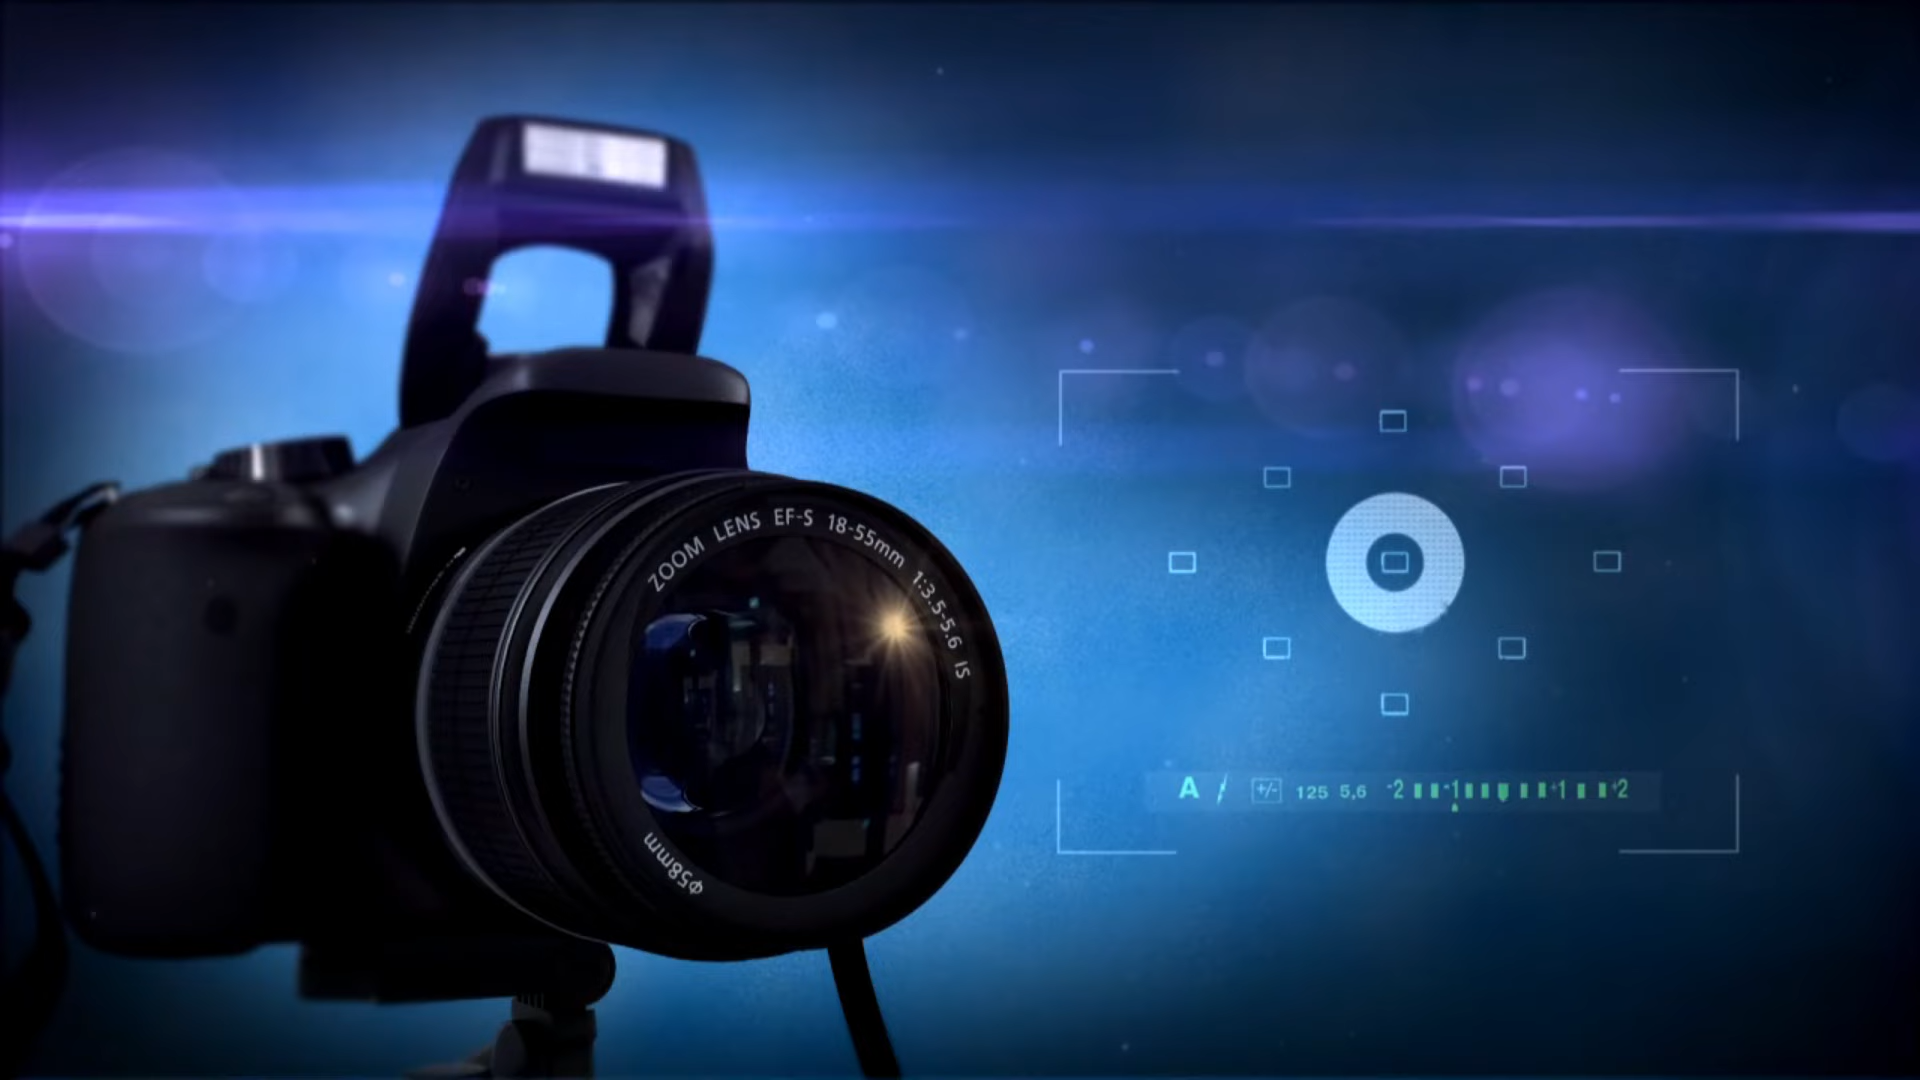 ZOOM LENS EF-S 18-55mm 1:3.5-5.6 IS
φ58mm
A +/- 125 5,6 -2 -1 +1 +2